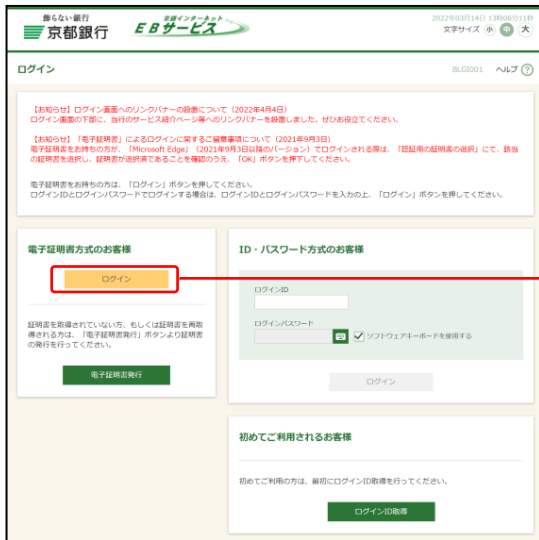 飾らない銀行
京都銀行
京銀インターネット
EBサービス
2022年03月14日 13時06分11秒
文字サイズ 小 中 大
ログイン
BLGI001 ヘルプ ?
【お知らせ】ログイン画面へのリンクバナーの設置について(2022年4月4日)
ログイン画面の下部に、当行のサービス紹介ページ等へのリンクバナーを設置しました。ぜひお役立てください。
【お知らせ】「電子証明書」によるログインに関するご留意事項について(2021年9月3日)
電子証明書をお持ちの方が、「Microsoft Edge」(2021年9月3日以降のバージョン)でログインされる際は、「認証用の証明書の選択」にて、該当
の証明書を選択し、証明書が選択済であることを確認のうえ、「OK」ボタンを押下してください。
電子証明書をお持ちの方は、「ログイン」ボタンを押してください。
ログインIDとログインパスワードでログインする場合は、ログインIDとログインパスワードを入力の上、「ログイン」ボタンを押してください。
電子証明書方式のお客様
ログイン
証明書を取得されていない方、もしくは証明書を再取
得される方は、「電子証明書発行」ボタンより証明書
の発行を行ってください。
電子証明書発行
ID・パスワード方式のお客様
ログインID
ログインパスワード
ソフトウェアキーボードを使用する
ログイン
初めてご利用されるお客様
初めてご利用の方は、最初にログインID取得を行ってください。
ログインID取得